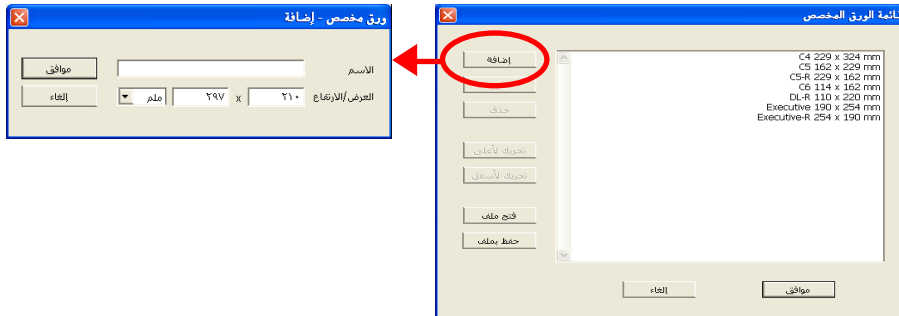 قائمة الورق المخصص
إضافة
حذف
تحريك لأعلى
تحريك لأسفل
فتح ملف
حفظ بملف
C4 229 x 324 mm
C5 162 x 229 mm
C5-R 229 x 162 mm
C6 114 x 162 mm
DL-R 110 x 220 mm
Executive 190 x 254 mm
Executive-R 254 x 190 mm
موافق
إلغاء
ورق مخصص - إضافة
الاسم
موافق
العرض/الارتفاع ٢١٠ x ٢٩٧ ملم
إلغاء